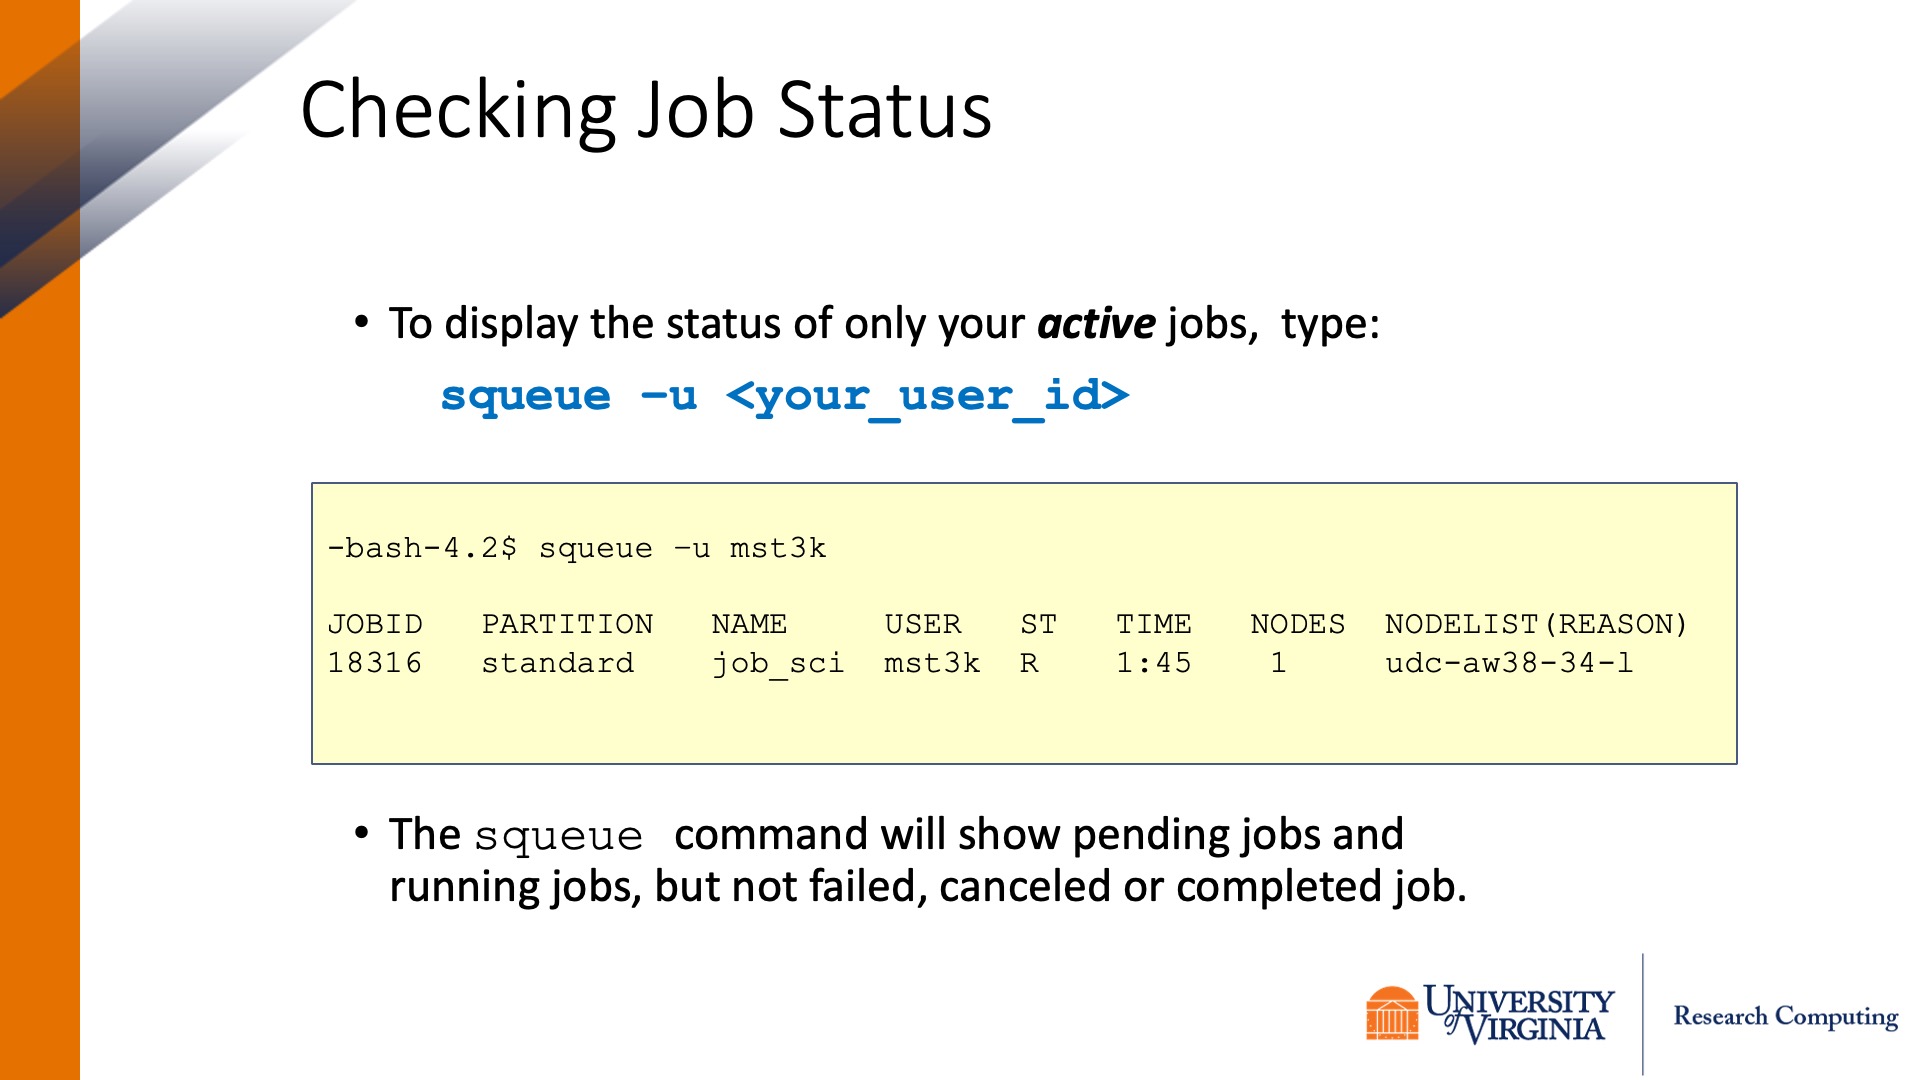 Checking Job Status
• To display the status of only your active jobs,  type:
squeue –u <your_user_id>
-bash-4.2$ squeue –u mst3k
JOBID   PARTITION   NAME     USER   ST   TIME   NODES  NODELIST(REASON)
18316   standard    job_sci  mst3k  R    1:45    1     udc-aw38-34-l
• The squeue  command will show pending jobs and
running jobs, but not failed, canceled or completed job.
UNIVERSITY
of VIRGINIA
Research Computing